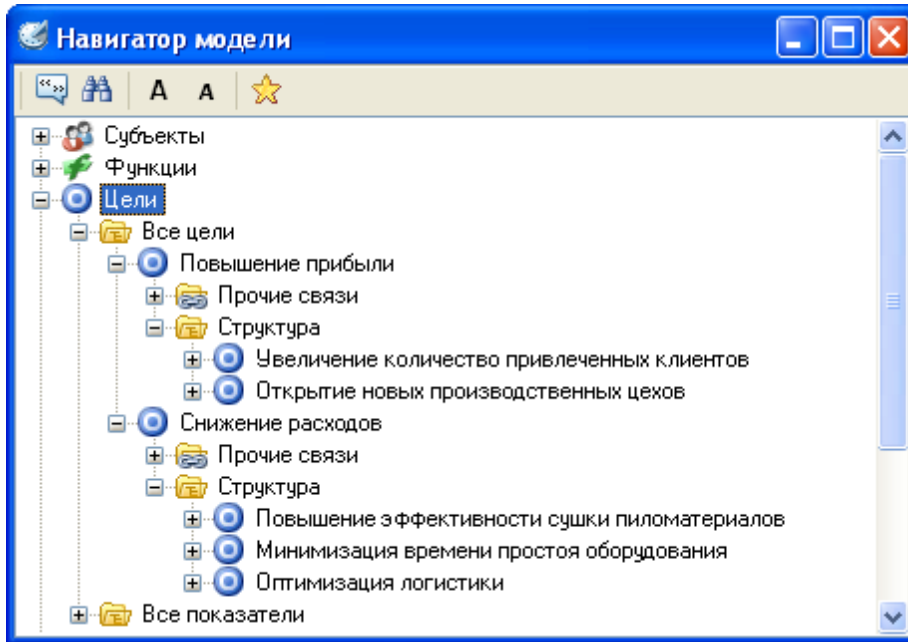 Навигатор модели
“„ A A
Субъекты
Функции
Цели
Все цели
Повышение прибыли
Прочие связи
Структура
Увеличение количество привлеченных клиентов
Открытие новых производственных цехов
Снижение расходов
Прочие связи
Структура
Повышение эффективности сушки пиломатериалов
Минимизация времени простоя оборудования
Оптимизация логистики
Все показатели